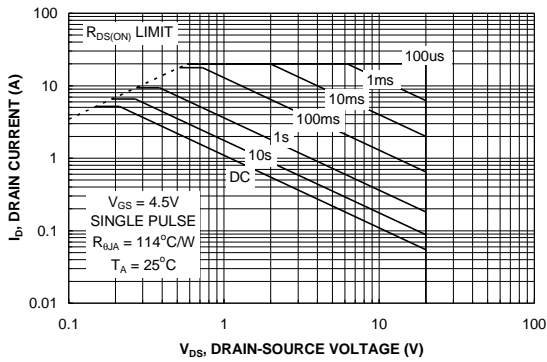 100
10
1
0.1
0.01
I_D, DRAIN CURRENT (A)
R_DS(ON) LIMIT
100us
1ms
10ms
100ms
1s
10s
DC
V_GS = 4.5V
SINGLE PULSE
R_θJA = 114°C/W
T_A = 25°C
0.1
1
10
100
V_DS, DRAIN-SOURCE VOLTAGE (V)